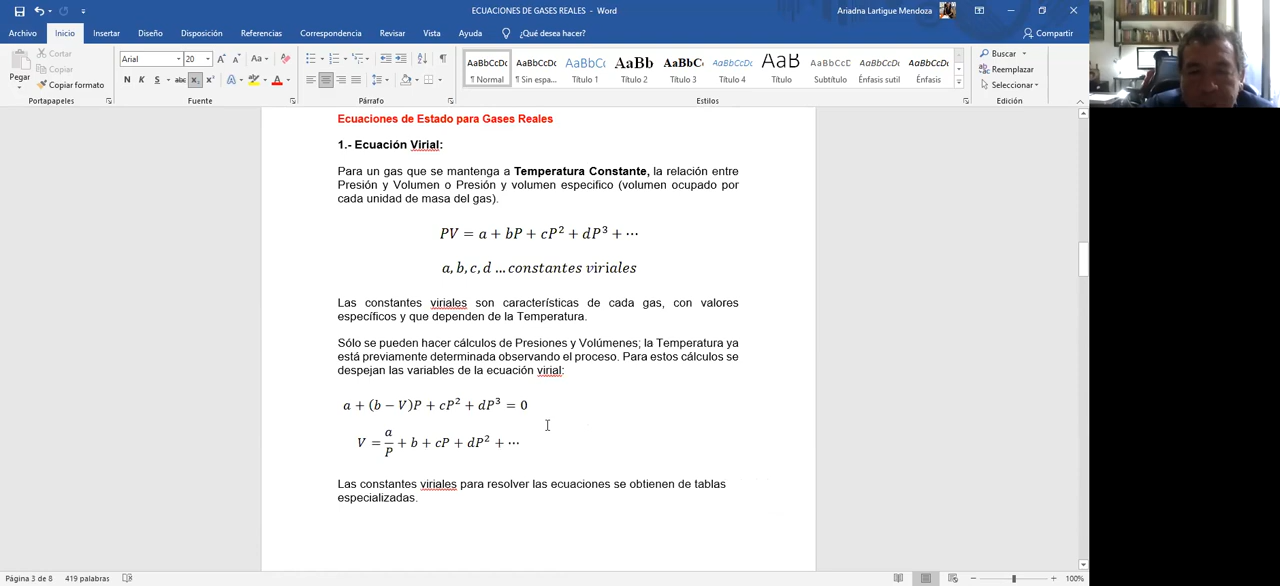 ECUACIONES DE GASES REALES - Word
Ariadna Lartigue Mendoza
Archivo Inicio Insertar Diseño Disposición Referencias Correspondencia Revisar Vista Ayuda ¿Qué desea hacer? Compartir
Pegar
Cortar
Copiar
Copiar formato
Portapapeles
Arial 20
N K S abc x₂ x²
Fuente
Párrafo
AaBbCcDc AaBbCcDc AaBbC AaBb AaBbC AaBbCcDc AaB AaBbCcD AaBbCcDc AaBbCcDc
¶ Normal ¶ Sin espa... Título 1 Título 2 Título 3 Título 4 Título Subtítulo Énfasis sutil Énfasis
Estilos
Buscar
Reemplazar
Seleccionar
Edición
Ecuaciones de Estado para Gases Reales
1.- Ecuación Virial:
Para un gas que se mantenga a Temperatura Constante, la relación entre
Presión y Volumen o Presión y volumen especifico (volumen ocupado por
cada unidad de masa del gas).
PV = a + bP + cP² + dP³ + ⋯
a, b, c, d ... constantes viriales
Las constantes viriales son características de cada gas, con valores
específicos y que dependen de la Temperatura.
Sólo se pueden hacer cálculos de Presiones y Volúmenes; la Temperatura ya
está previamente determinada observando el proceso. Para estos cálculos se
despejan las variables de la ecuación virial:
a + (b − V)P + cP² + dP³ = 0
V = a/P + b + cP + dP² + ⋯
Las constantes viriales para resolver las ecuaciones se obtienen de tablas
especializadas.
Página 3 de 8 419 palabras 100%